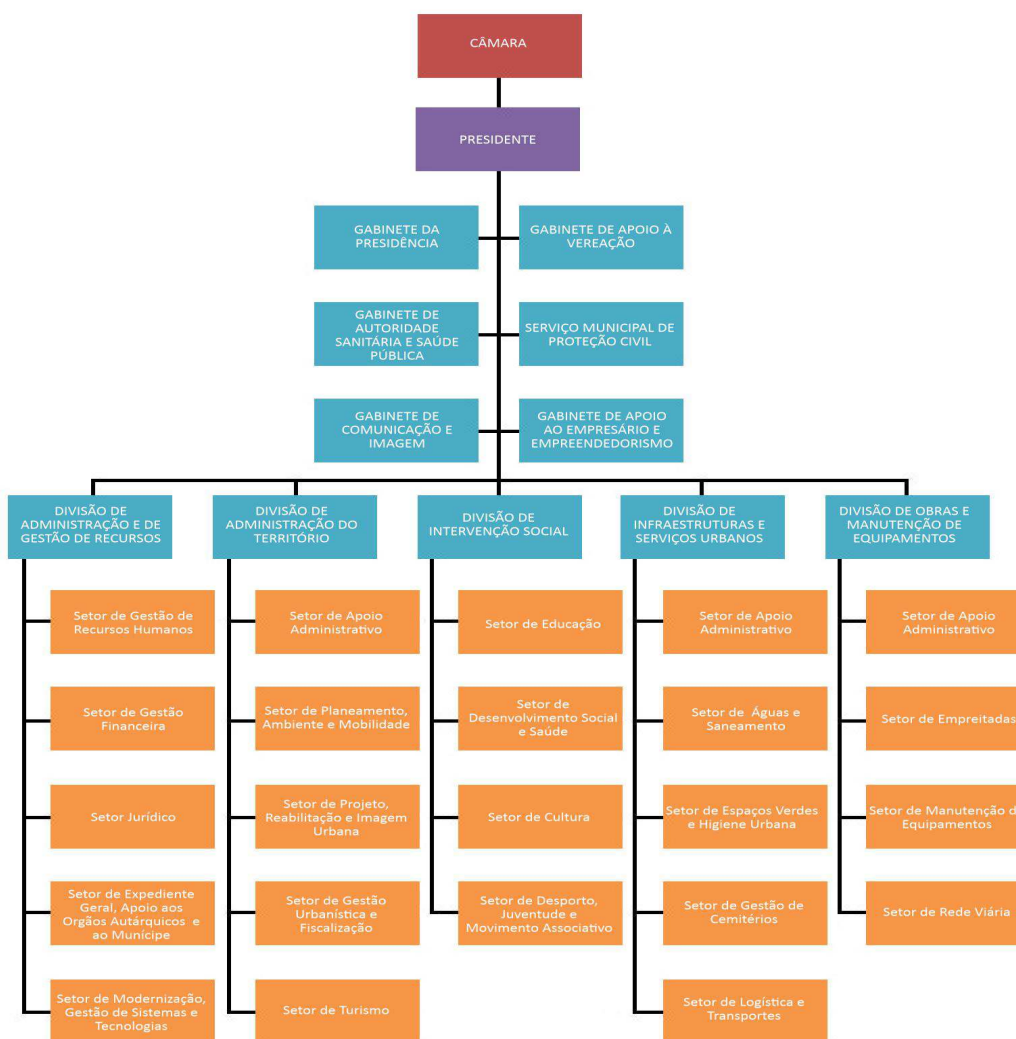 CÂMARA
PRESIDENTE
GABINETE DA
PRESIDÊNCIA
GABINETE DE APOIO À
VEREAÇÃO
GABINETE DE
AUTORIDADE
SANITÁRIA E SAÚDE
PÚBLICA
SERVIÇO MUNICIPAL DE
PROTEÇÃO CIVIL
GABINETE DE
COMUNICAÇÃO E
IMAGEM
GABINETE DE APOIO
AO EMPRESÁRIO E
EMPREENDEDORISMO
DIVISÃO DE
ADMINISTRAÇÃO E DE
GESTÃO DE RECURSOS
Setor de Gestão de
Recursos Humanos
Setor de Gestão
Financeira
Setor Jurídico
Setor de Expediente
Geral, Apoio aos
Orgãos Autárquicos e
ao Munícipe
Setor de Modernização,
Gestão de Sistemas e
Tecnologias
DIVISÃO DE
ADMINISTRAÇÃO DO
TERRITÓRIO
Setor de Apoio
Administrativo
Setor de Planeamento,
Ambiente e Mobilidade
Setor de Projeto,
Reabilitação e Imagem
Urbana
Setor de Gestão
Urbanística e
Fiscalização
Setor de Turismo
DIVISÃO DE
INTERVENÇÃO SOCIAL
Setor de Educação
Setor de
Desenvolvimento Social
e Saúde
Setor de Cultura
Setor de Desporto,
Juventude e
Movimento Associativo
DIVISÃO DE
INFRAESTRUTURAS E
SERVIÇOS URBANOS
Setor de Apoio
Administrativo
Setor de Águas e
Saneamento
Setor de Espaços Verdes
e Higiene Urbana
Setor de Gestão de
Cemitérios
Setor de Logística e
Transportes
DIVISÃO DE OBRAS E
MANUTENÇÃO DE
EQUIPAMENTOS
Setor de Apoio
Administrativo
Setor de Empreitadas
Setor de Manutenção d
Equipamentos
Setor de Rede Viária